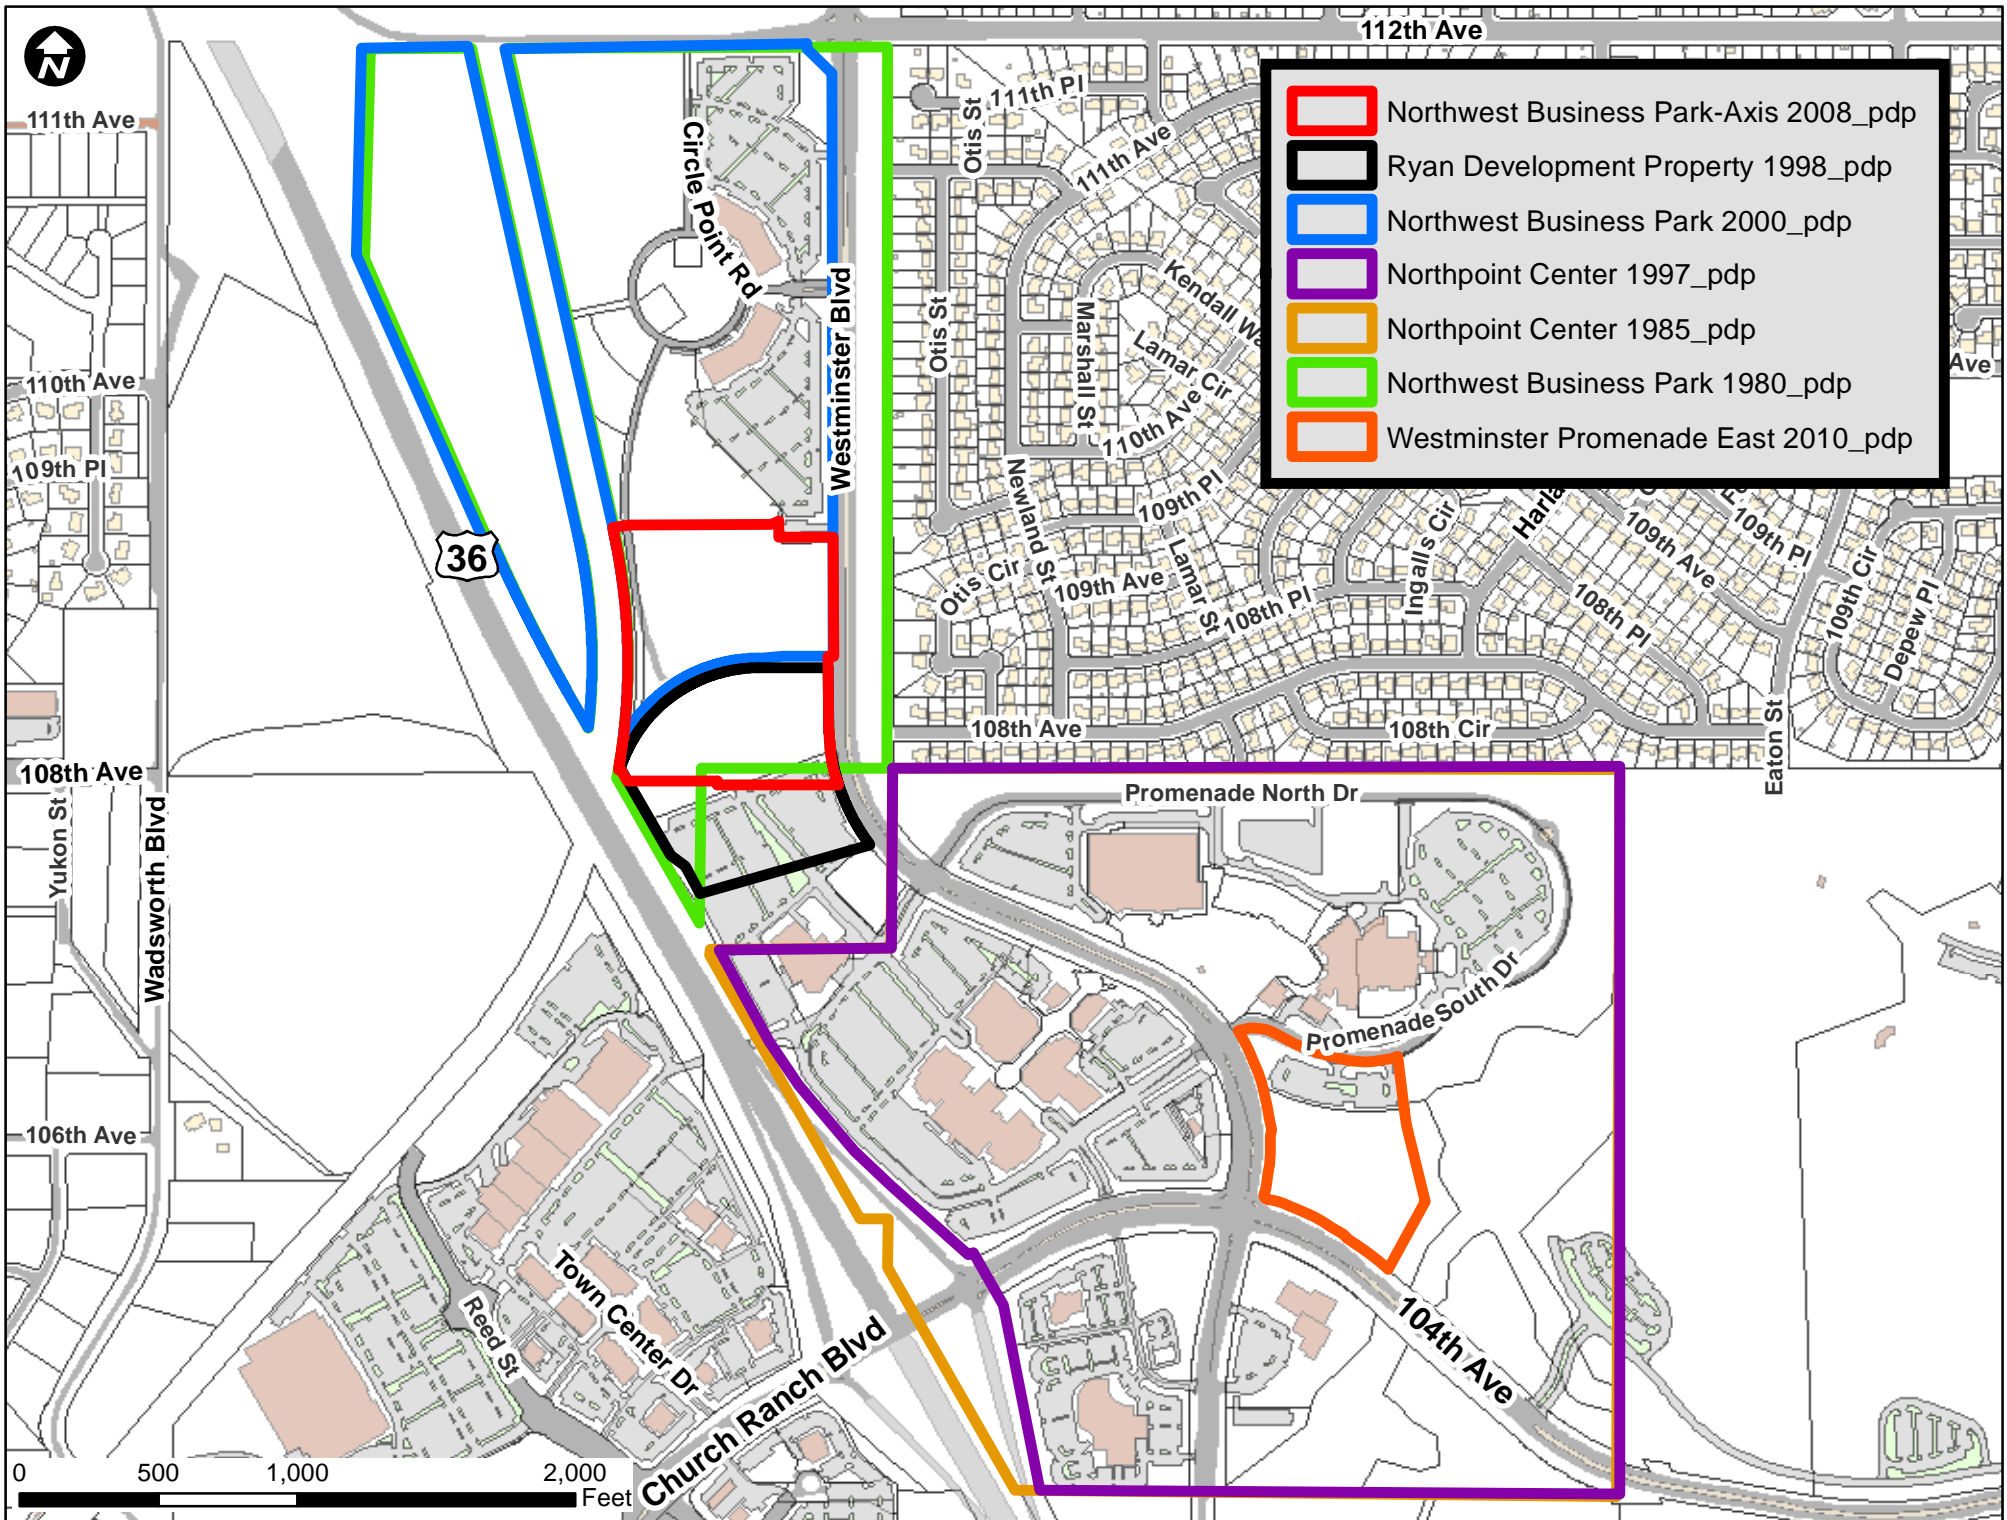 N
112th Ave
111th Ave
111th Pl
Otis St
111th Ave
Circle Point Rd
Northwest Business Park-Axis 2008_pdp
Ryan Development Property 1998_pdp
Northwest Business Park 2000_pdp
Northpoint Center 1997_pdp
Northpoint Center 1985_pdp
Northwest Business Park 1980_pdp
Westminster Promenade East 2010_pdp
Kendall
Westminster Blvd
Otis St
Marshall St
Lamar Cir
110th Ave
110th Ave
Ave
109th Pl
Newland St
109th Pl
Ingalls Cir
109th Ave
109th Pl
36
Otis Cir
109th Ave
Lamar St
108th Pl
108th Pl
109th Cir
Depew Pl
108th Ave
108th Cir
Eaton St
108th Ave
Yukon St
Wadsworth Blvd
Promenade North Dr
Promenade South Dr
106th Ave
Town Center Dr
Reed St
Church Ranch Blvd
104th Ave
0 500 1,000 2,000
Feet